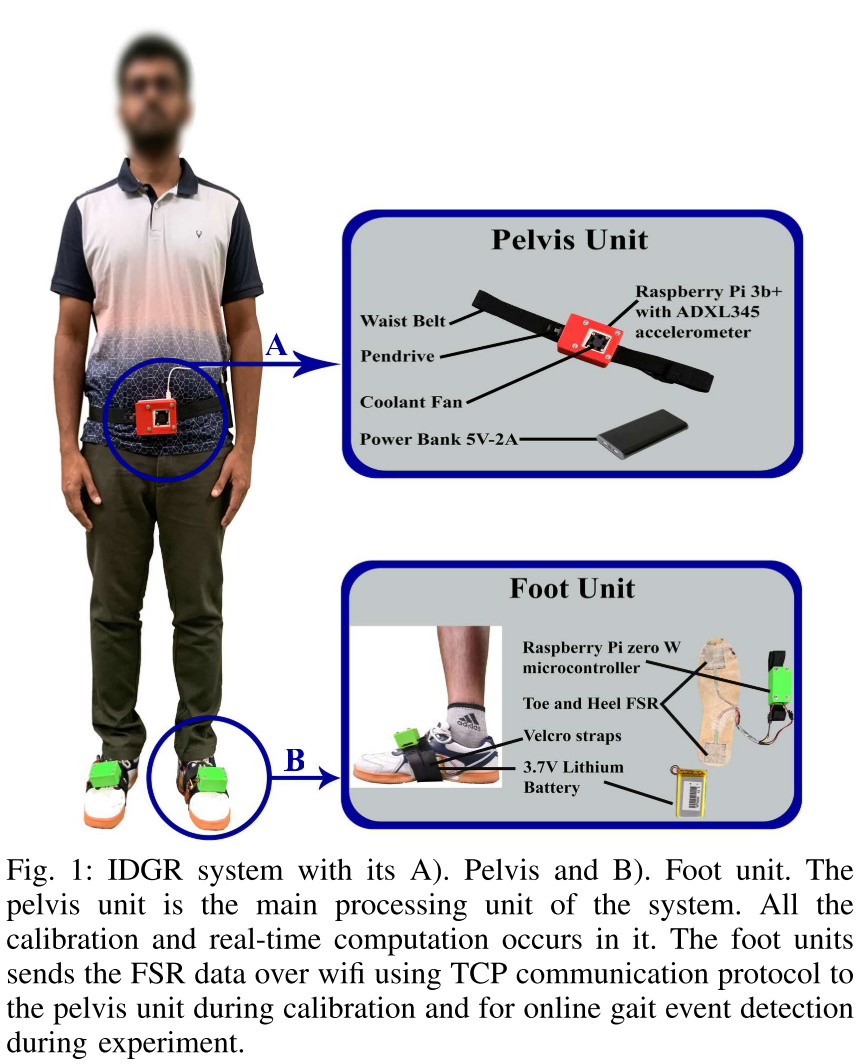 A
Pelvis Unit
Waist Belt
Pendrive
Coolant Fan
Power Bank 5V-2A
Raspberry Pi 3b+
with ADXL345
accelerometer
B
Foot Unit
Raspberry Pi zero W
microcontroller
Toe and Heel FSR
Velcro straps
3.7V Lithium
Battery
adidas
Fig. 1: IDGR system with its A). Pelvis and B). Foot unit. The
pelvis unit is the main processing unit of the system. All the
calibration and real-time computation occurs in it. The foot units
sends the FSR data over wifi using TCP communication protocol to
the pelvis unit during calibration and for online gait event detection
during experiment.